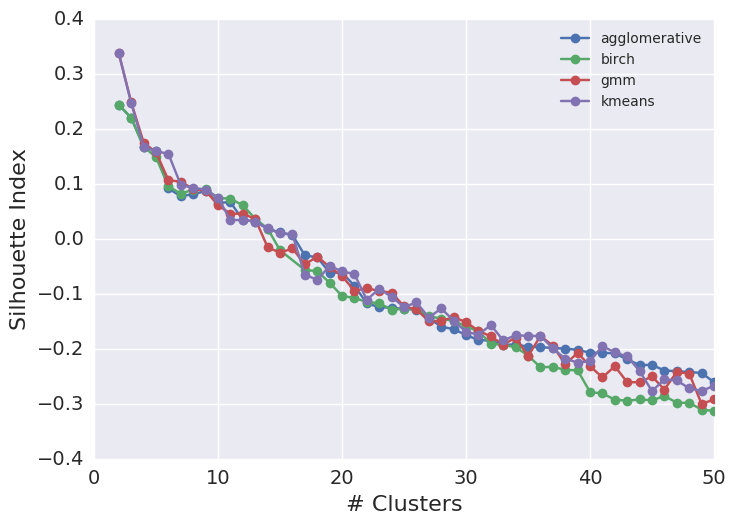 0.4
0.3
0.2
0.1
0.0
−0.1
−0.2
−0.3
−0.4
Silhouette Index
0 10 20 30 40 50
# Clusters
agglomerative
birch
gmm
kmeans